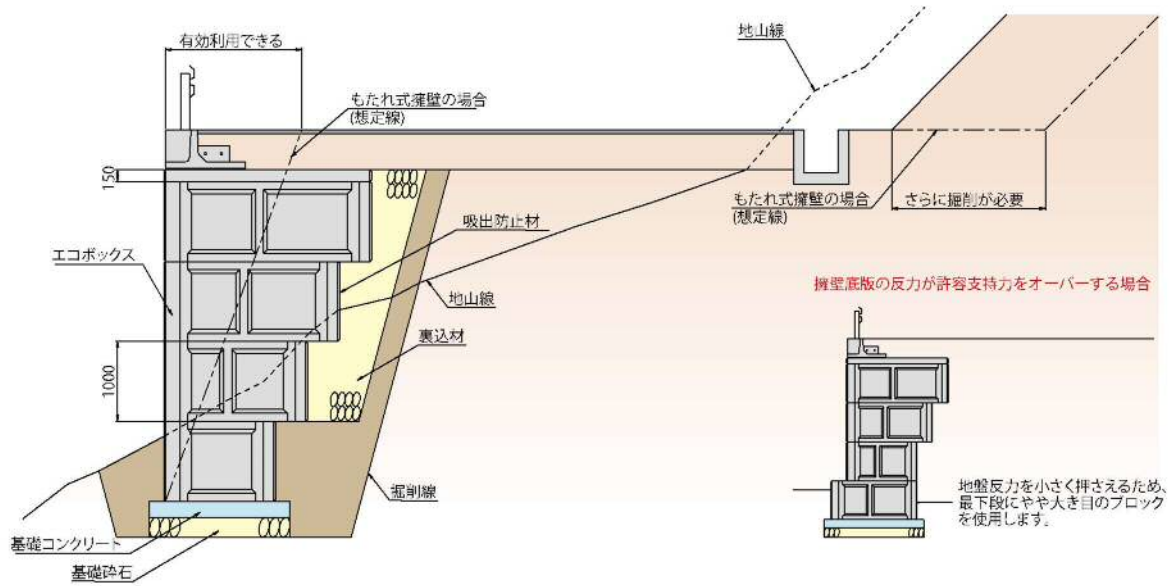 有効利用できる
地山線
もたれ式擁壁の場合
(想定線)
150
もたれ式擁壁の場合
(想定線)
さらに掘削が必要
吸出防止材
エコボックス
地山線
擁壁底版の反力が許容支持力をオーバーする場合
裏込材
1000
掘削線
地盤反力を小さく押さえるため、
最下段にやや大き目のブロック
を使用します。
基礎コンクリート
基礎砕石